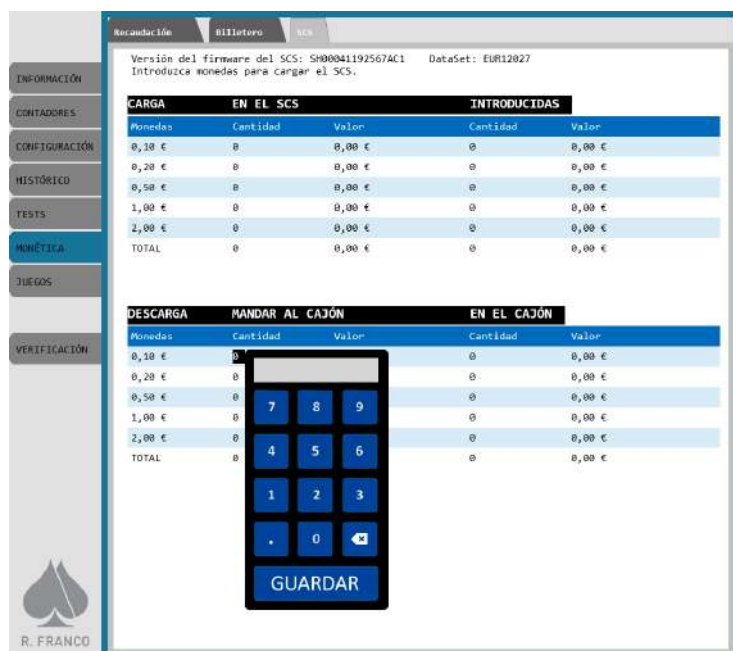 Recaudación Billetero SCS
Versión del firmware del SCS: SH00041192567AC1 DataSet: EUR12027
Introduzca monedas para cargar el SCS.
INFORMACIÓN
CONTADORES
CONFIGURACIÓN
HISTÓRICO
TESTS
MONÉTICA
JUEGOS
VERIFICACIÓN
CARGA EN EL SCS INTRODUCIDAS
Monedas Cantidad Valor Cantidad Valor
0,10 € 0 0,00 € 0 0,00 €
0,20 € 0 0,00 € 0 0,00 €
0,50 € 0 0,00 € 0 0,00 €
1,00 € 0 0,00 € 0 0,00 €
2,00 € 0 0,00 € 0 0,00 €
TOTAL 0 0,00 € 0 0,00 €
DESCARGA MANDAR AL CAJÓN EN EL CAJÓN
Monedas Cantidad Valor Cantidad Valor
0,10 € 0 0 0,00 €
0,20 € 0 0 0,00 €
0,50 € 0 0 0,00 €
1,00 € 0 0 0,00 €
2,00 € 0 0 0,00 €
TOTAL 0 0 0,00 €
7 8 9
4 5 6
1 2 3
. 0
GUARDAR
R. FRANCO